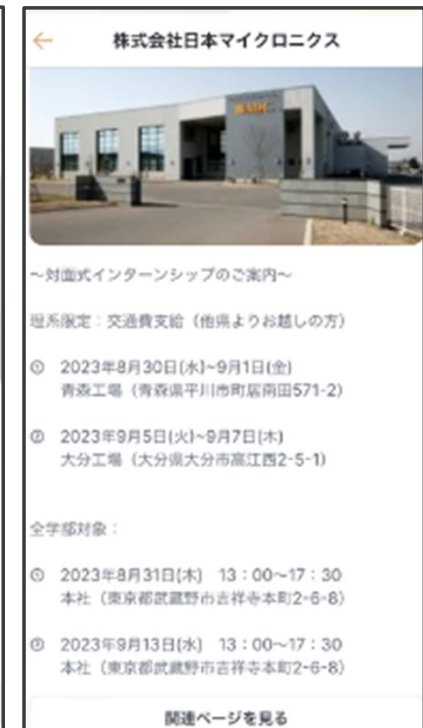 株式会社日本マイクロニクス
～対面式インターンシップのご案内～
理系限定：交通費支給（他県よりお越しの方）
① 2023年8月30日(水)~9月1日(金)
青森工場（青森県平川市町居南田571-2）
② 2023年9月5日(火)~9月7日(木)
大分工場（大分県大分市高江西2-5-1）
全学部対象：
① 2023年8月31日(木) 13：00～17：30
本社（東京都武蔵野市吉祥寺本町2-6-8）
② 2023年9月13日(水) 13：00～17：30
本社（東京都武蔵野市吉祥寺本町2-6-8）
関連ページを見る